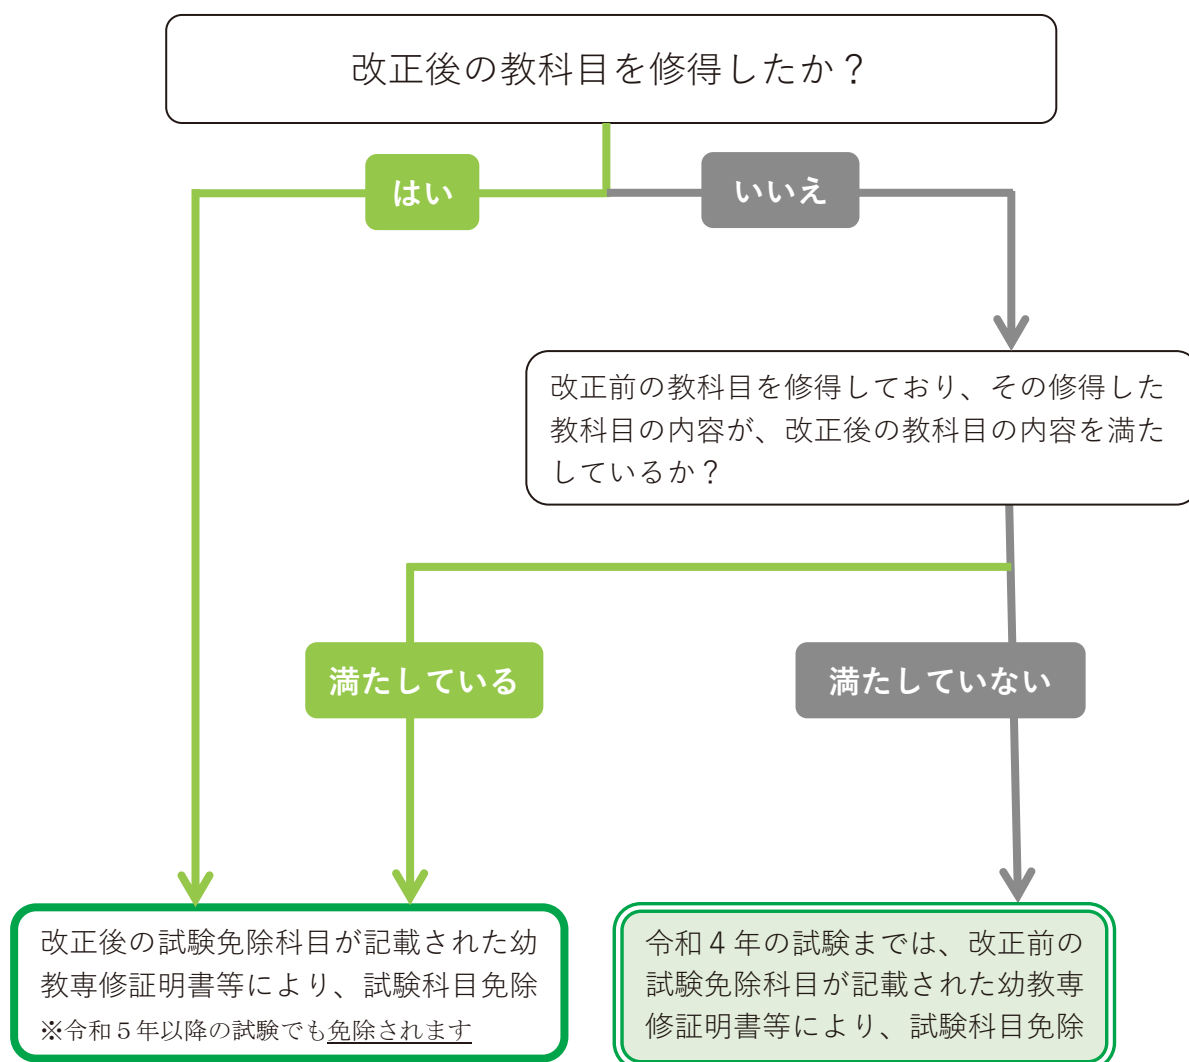 改正後の教科目を修得したか？
はい
いいえ
改正前の教科目を修得しており、その修得した
教科目の内容が、改正後の教科目の内容を満た
しているか？
満たしている
満たしていない
改正後の試験免除科目が記載された幼
教専修証明書等により、試験科目免除
※令和５年以降の試験でも免除されます
令和４年の試験までは、改正前の
試験免除科目が記載された幼教専
修証明書等により、試験科目免除